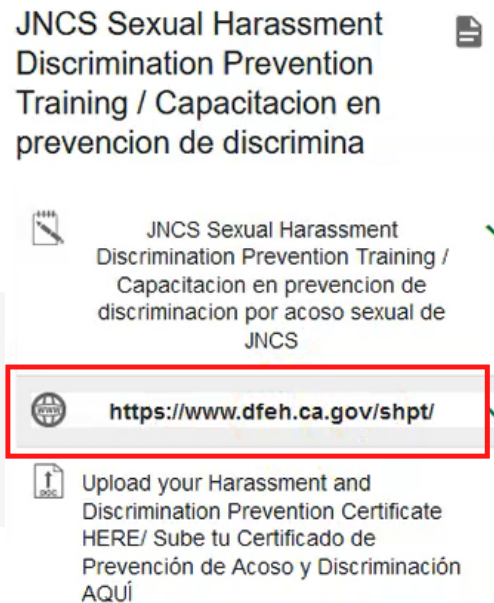 JNCS Sexual Harassment
Discrimination Prevention
Training / Capacitacion en
prevencion de discrimina
JNCS Sexual Harassment
Discrimination Prevention Training /
Capacitacion en prevencion de
discriminacion por acoso sexual de
JNCS
WWW
https://www.dfeh.ca.gov/shpt/
DOC
Upload your Harassment and
Discrimination Prevention Certificate
HERE/ Sube tu Certificado de
Prevención de Acoso y Discriminación
AQUÍ